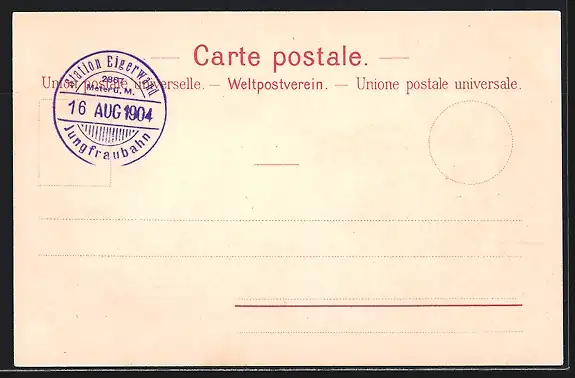 — Carte postale. —
Union postale universelle. — Weltpostverein. — Unione postale universale.
Station Eigerwand
2867
Meter ü. M.
16 AUG 1904
Jungfraubahn